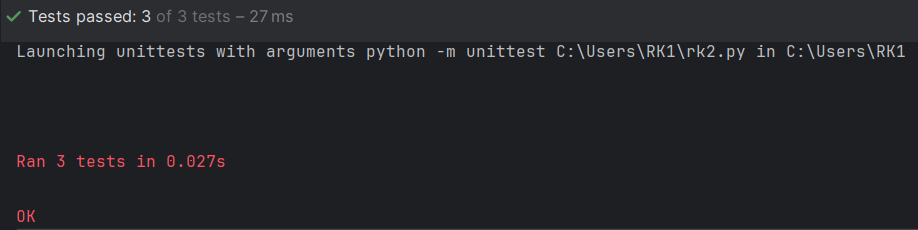 Tests passed: 3 of 3 tests – 27 ms
Launching unittests with arguments python -m unittest C:\Users\RK1\rk2.py in C:\Users\RK1
Ran 3 tests in 0.027s
OK